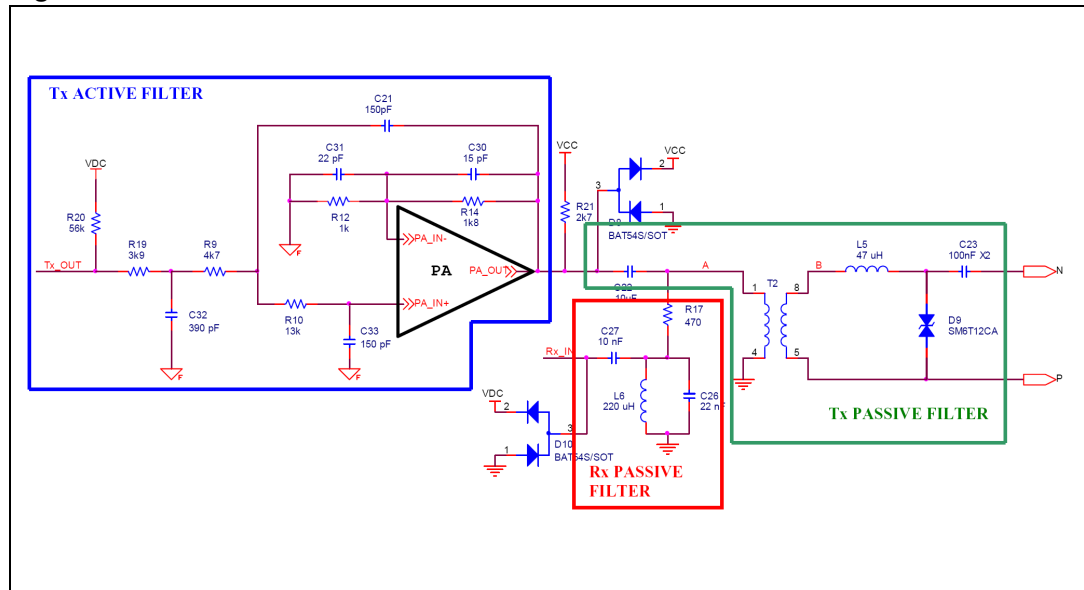 Tx ACTIVE FILTER
C21
150pF
C31
22 pF
C30
15 pF
VDC
VCC
VCC
R20
56k
R12
1k
R14
1k8
R21
2k7
3
2
1
BAT54S/SOT
PA_IN-
PA
PA_OUT
PA_IN+
Tx_OUT
R19
3k9
R9
4k7
C32
390 pF
F
R10
13k
C33
150 pF
F
F
A
R17
470
T2
1
4
8
5
B
L5
47 uH
C23
100nF X2
N
D9
SM6T12CA
P
Tx PASSIVE FILTER
Rx_IN
C27
10 nF
L6
220 uH
C26
VDC
2
1
3
D10
BAT54S/SOT
Rx PASSIVE
FILTER